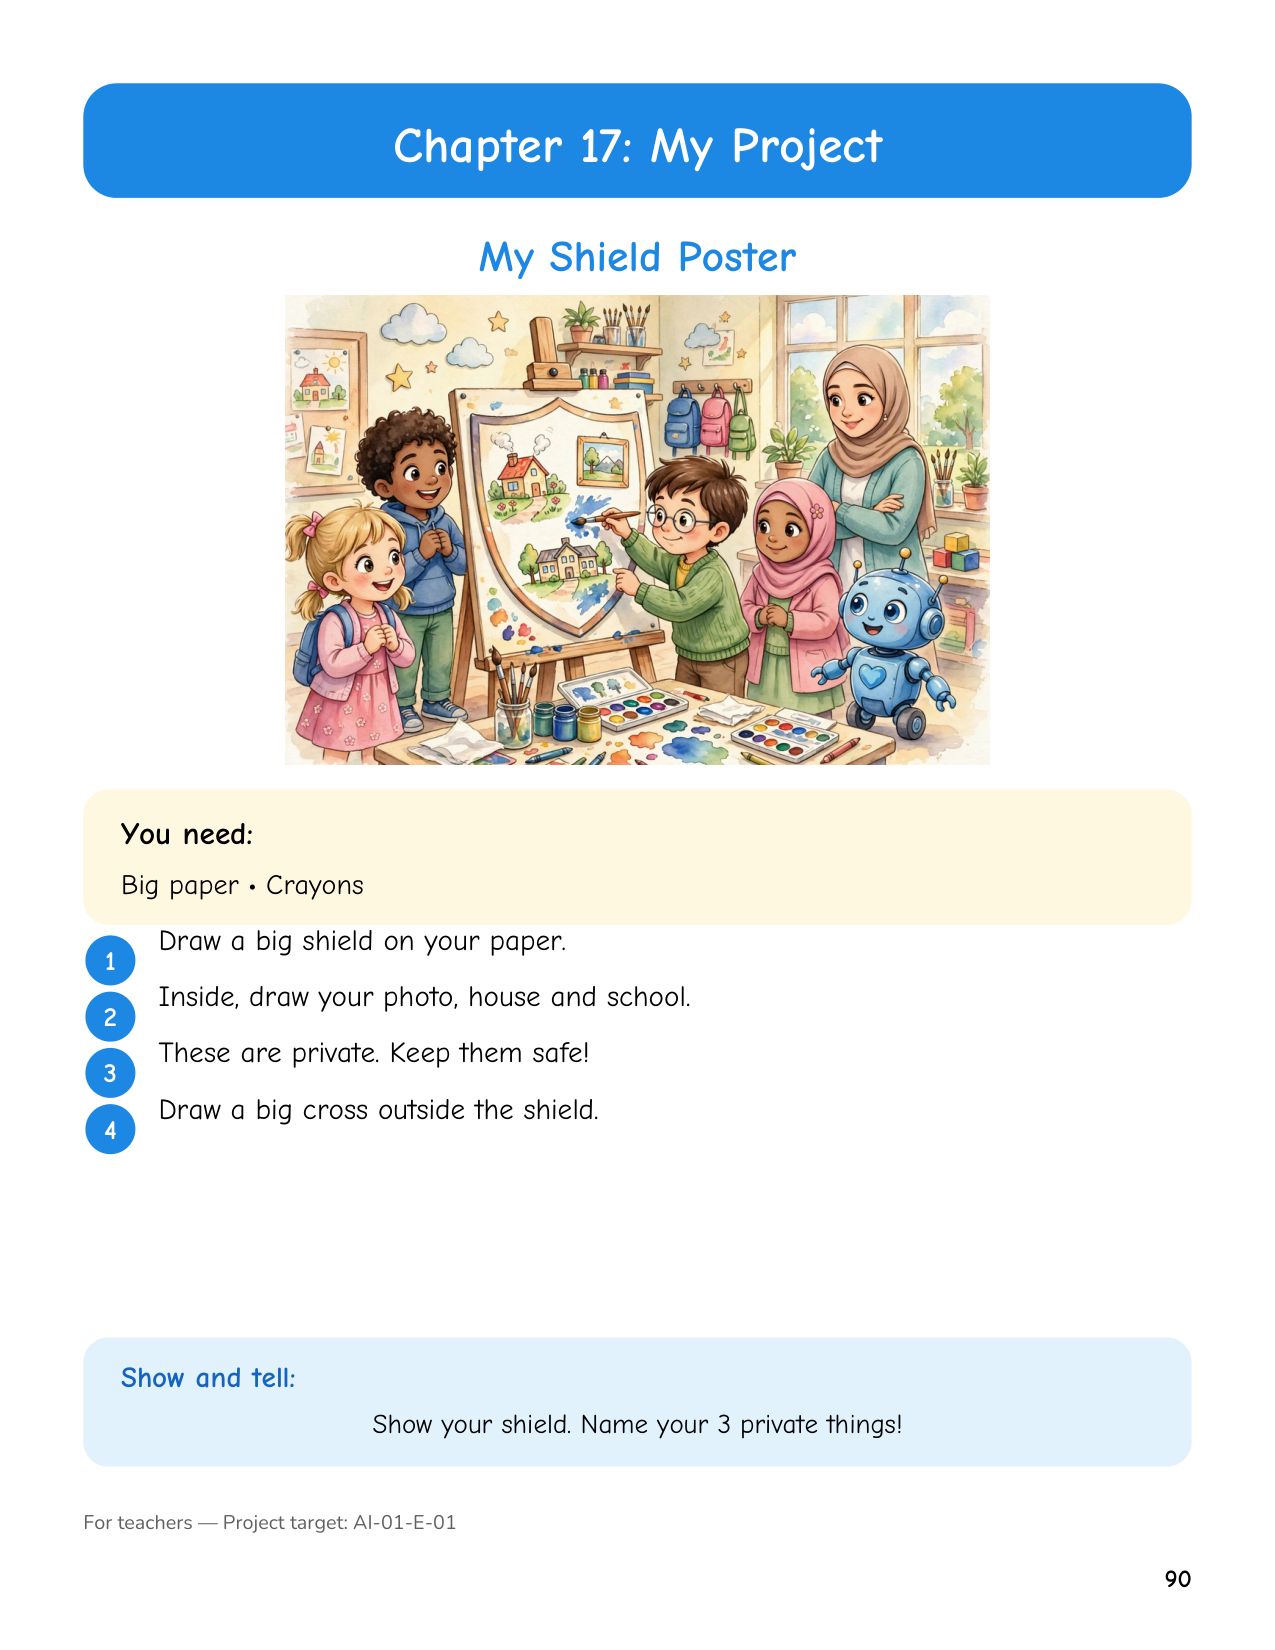 Chapter 17: My Project
My Shield Poster
You need:
Big paper • Crayons
1 Draw a big shield on your paper.
2 Inside, draw your photo, house and school.
3 These are private. Keep them safe!
4 Draw a big cross outside the shield.
Show and tell:
Show your shield. Name your 3 private things!
For teachers — Project target: AI-01-E-01
90